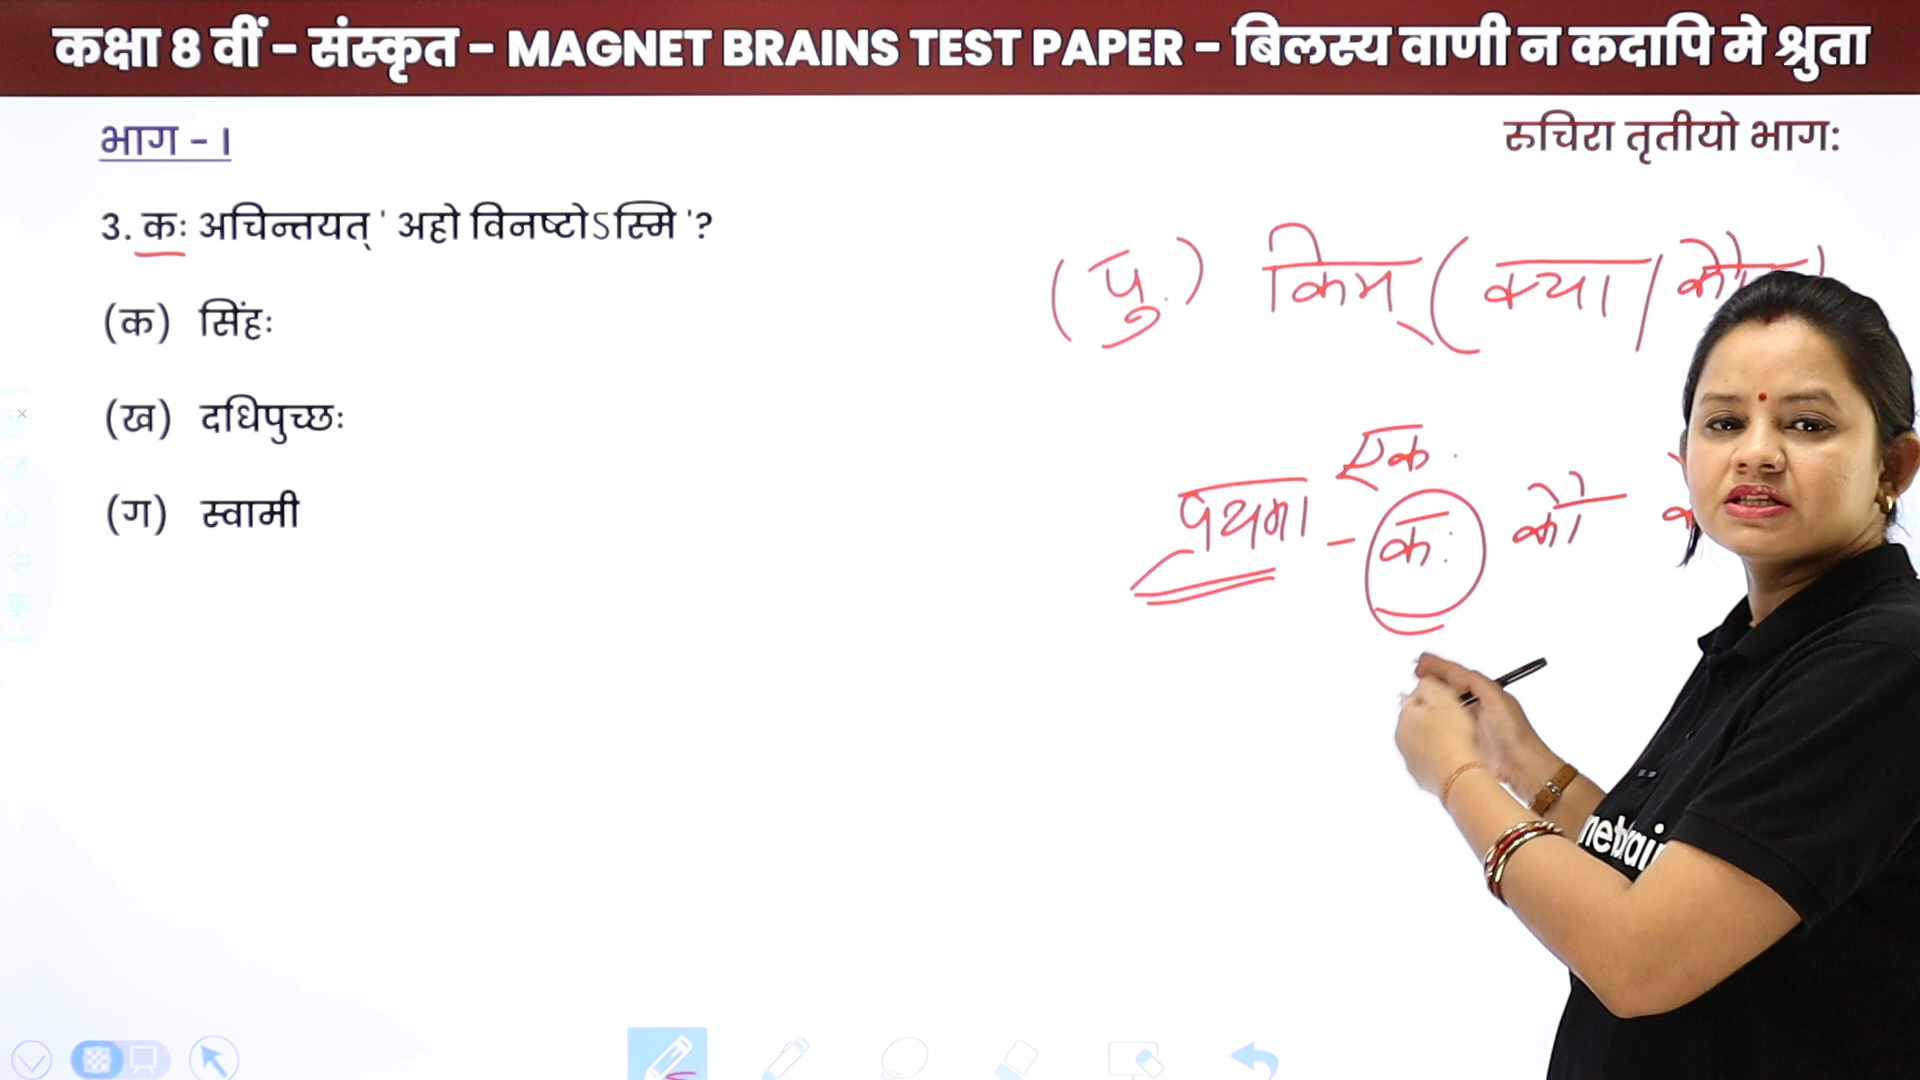 कक्षा 8 वीं – संस्कृत – MAGNET BRAINS TEST PAPER – बिलस्य वाणी न कदापि मे श्रुता
भाग - I
रुचिरा तृतीयो भाग:
3. कः अचिन्तयत् ' अहो विनष्टोऽस्मि '?
(क) सिंहः
(ख) दधिपुच्छः
(ग) स्वामी
(पु.) किम् (क्या/
एक
प्रथमा - कः कौ